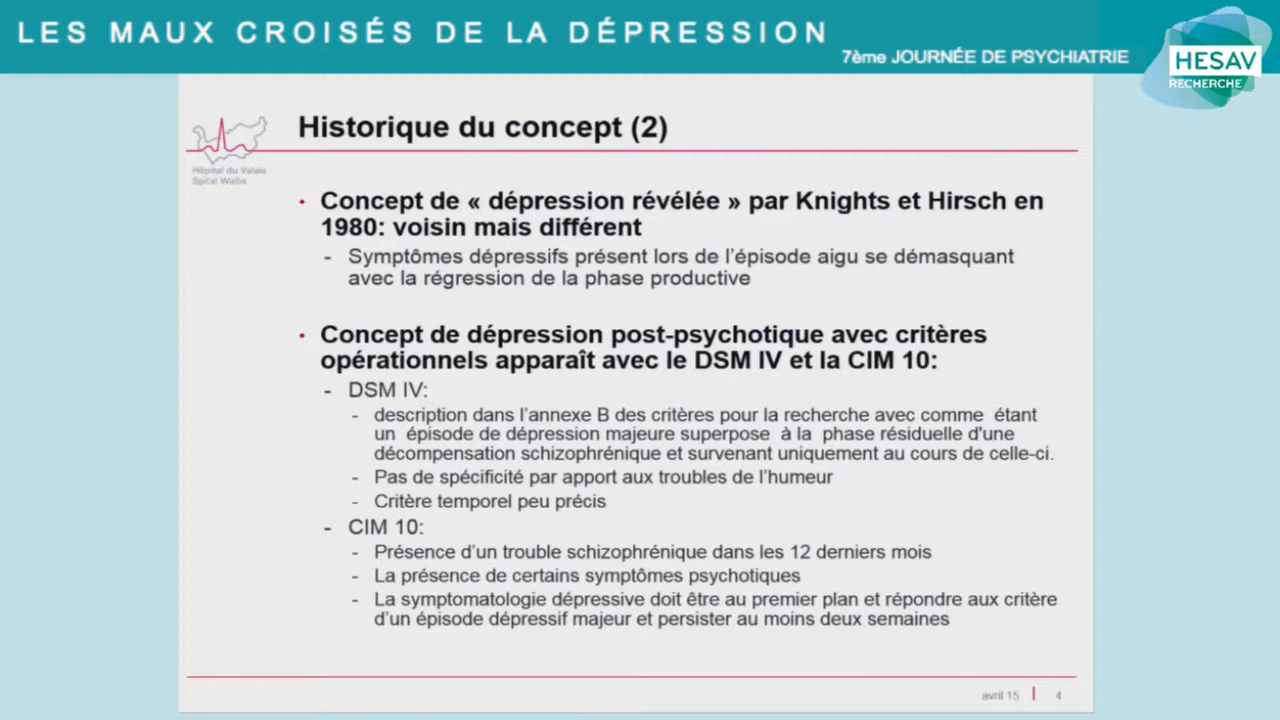 LES MAUX CROISÉS DE LA DÉPRESSION
7ème JOURNÉE DE PSYCHIATRIE
HESAV
RECHERCHE
Hôpital du Valais
Spital Wallis
Historique du concept (2)
• Concept de « dépression révélée » par Knights et Hirsch en
1980: voisin mais différent
- Symptômes dépressifs présent lors de l'épisode aigu se démasquant
avec la régression de la phase productive
• Concept de dépression post-psychotique avec critères
opérationnels apparaît avec le DSM IV et la CIM 10:
- DSM IV:
- description dans l'annexe B des critères pour la recherche avec comme étant
un épisode de dépression majeure superpose à la phase résiduelle d'une
décompensation schizophrénique et survenant uniquement au cours de celle-ci.
- Pas de spécificité par apport aux troubles de l'humeur
- Critère temporel peu précis
- CIM 10:
- Présence d'un trouble schizophrénique dans les 12 derniers mois
- La présence de certains symptômes psychotiques
- La symptomatologie dépressive doit être au premier plan et répondre aux critère
d'un épisode dépressif majeur et persister au moins deux semaines
avril 15 | 4